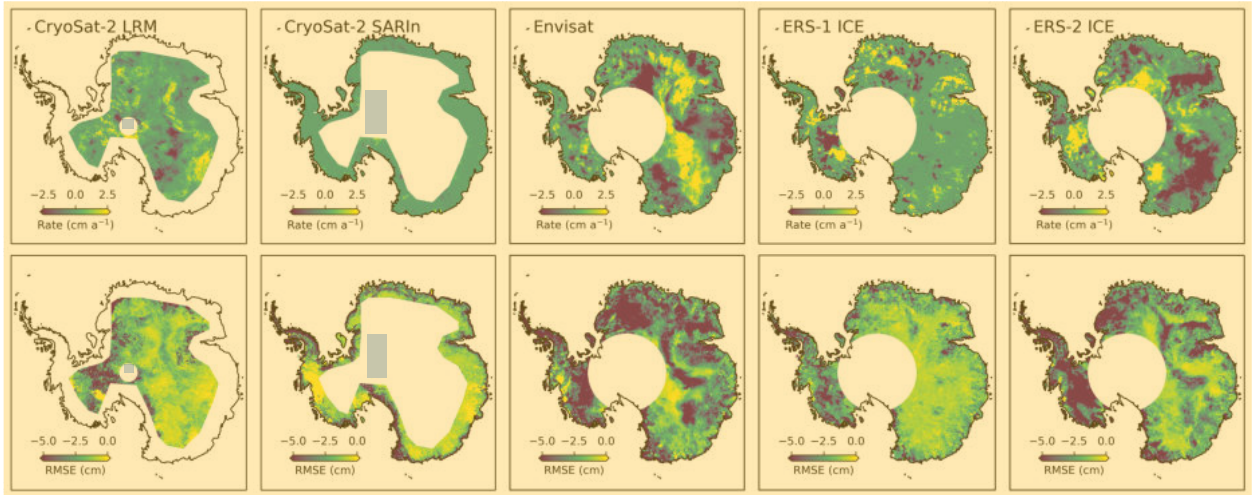 CryoSat-2 LRM
CryoSat-2 SARIn
Envisat
ERS-1 ICE
ERS-2 ICE
−2.5 0.0 2.5
Rate (cm a⁻¹)
−2.5 0.0 2.5
Rate (cm a⁻¹)
−2.5 0.0 2.5
Rate (cm a⁻¹)
−2.5 0.0 2.5
Rate (cm a⁻¹)
−2.5 0.0 2.5
Rate (cm a⁻¹)
−5.0 −2.5 0.0
RMSE (cm)
−5.0 −2.5 0.0
RMSE (cm)
−5.0 −2.5 0.0
RMSE (cm)
−5.0 −2.5 0.0
RMSE (cm)
−5.0 −2.5 0.0
RMSE (cm)